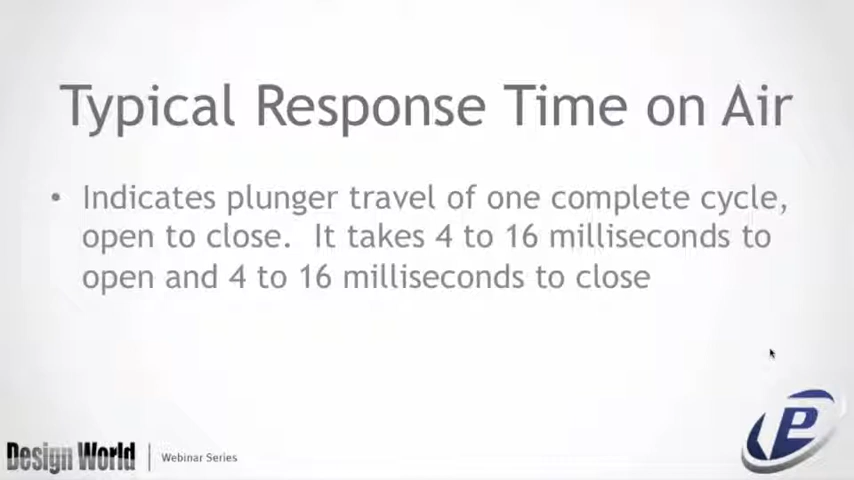 Typical Response Time on Air
• Indicates plunger travel of one complete cycle,
open to close. It takes 4 to 16 milliseconds to
open and 4 to 16 milliseconds to close
Design World
Webinar Series
P